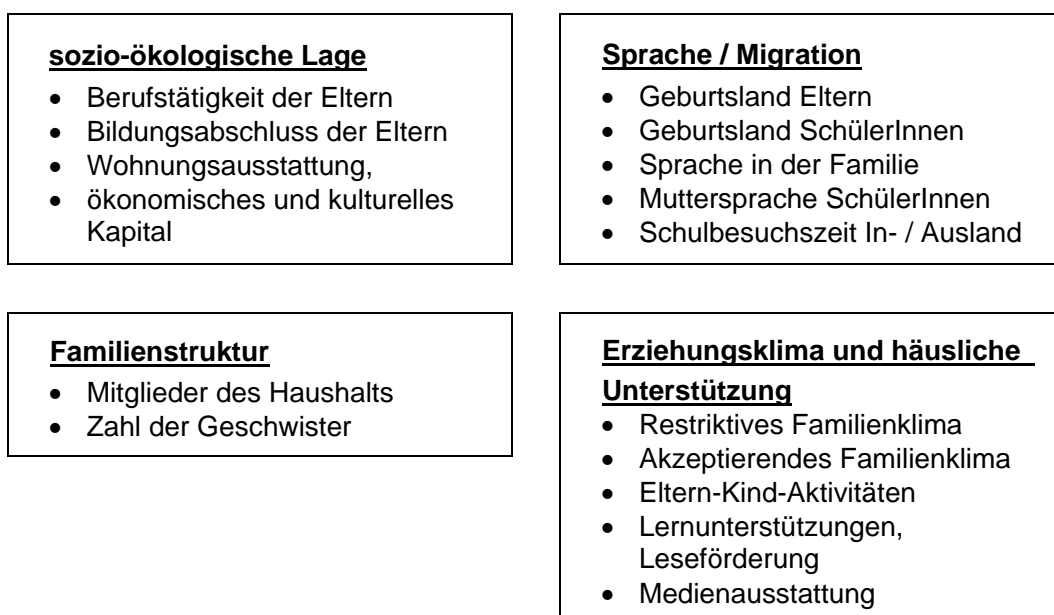 sozio-ökologische Lage
• Berufstätigkeit der Eltern
• Bildungsabschluss der Eltern
• Wohnungsausstattung,
• ökonomisches und kulturelles
Kapital
Sprache / Migration
• Geburtsland Eltern
• Geburtsland SchülerInnen
• Sprache in der Familie
• Muttersprache SchülerInnen
• Schulbesuchszeit In- / Ausland
Familienstruktur
• Mitglieder des Haushalts
• Zahl der Geschwister
Erziehungsklima und häusliche
Unterstützung
• Restriktives Familienklima
• Akzeptierendes Familienklima
• Eltern-Kind-Aktivitäten
• Lernunterstützungen,
Leseförderung
• Medienausstattung